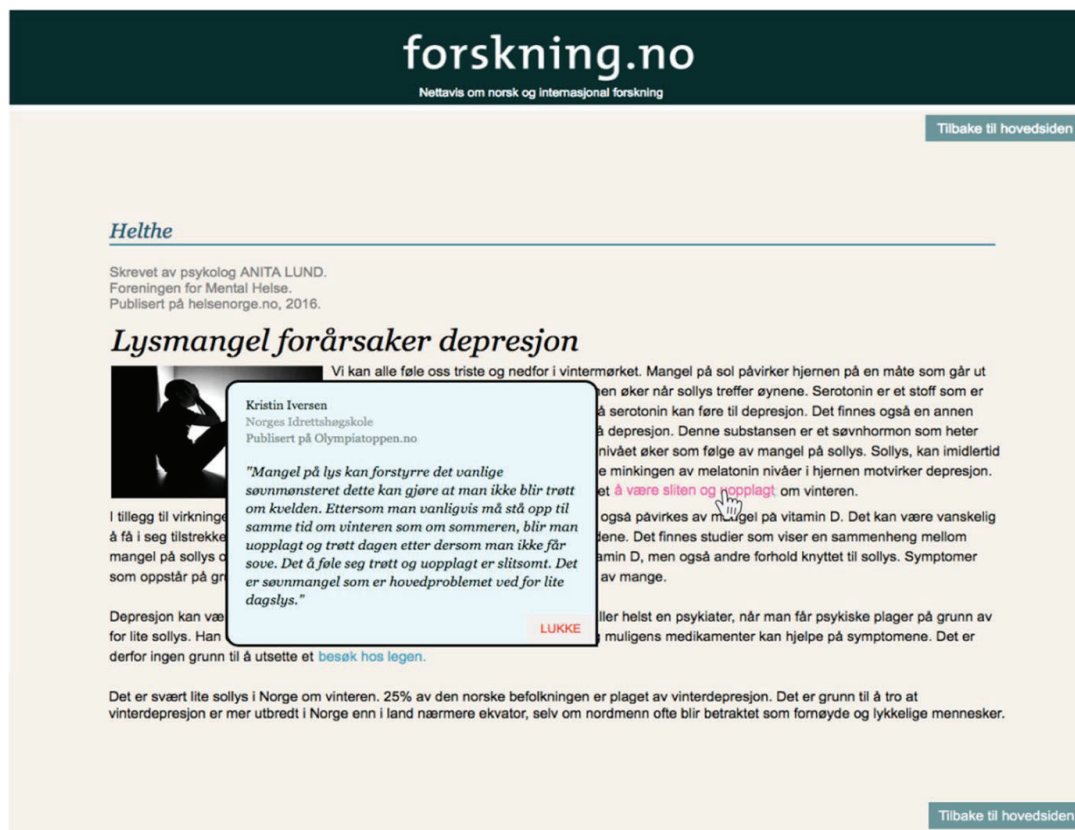 forskning.no
Nettavis om norsk og internasjonal forskning
Tilbake til hovedsiden
Helthe
Skrevet av psykolog ANITA LUND.
Foreningen for Mental Helse.
Publisert på helsenorge.no, 2016.
Lysmangel forårsaker depresjon
Vi kan alle føle oss triste og nedfor i vintermørket. Mangel på sol påvirker hjernen på en måte som går ut
en øker når sollys treffer øynene. Serotonin er et stoff som er
å serotonin kan føre til depresjon. Det finnes også en annen
å depresjon. Denne substansen er et søvnhormon som heter
nivået øker som følge av mangel på sollys. Sollys, kan imidlertid
e minkingen av melatonin nivåer i hjernen motvirker depresjon.
et å være sliten og uopplagt om vinteren.
Kristin Iversen
Norges Idrettshøgskole
Publisert på Olympiatoppen.no
"Mangel på lys kan forstyrre det vanlige
søvnmønsteret dette kan gjøre at man ikke blir trøtt
om kvelden. Ettersom man vanligvis må stå opp til
samme tid om vinteren som om sommeren, blir man
uopplagt og trøtt dagen etter dersom man ikke får
sove. Det å føle seg trøtt og uopplagt er slitsomt. Det
er søvnmangel som er hovedproblemet ved for lite
dagslys."
LUKKE
I tillegg til virkninge også påvirkes av mangel på vitamin D. Det kan være vanskelig
å få i seg tilstrekke dene. Det finnes studier som viser en sammenheng mellom
mangel på sollys o amin D, men også andre forhold knyttet til sollys. Symptomer
som oppstår på gr av mange.
Depresjon kan væ ller helst en psykiater, når man får psykiske plager på grunn av
for lite sollys. Han muligens medikamenter kan hjelpe på symptomene. Det er
derfor ingen grunn til å utsette et besøk hos legen.
Det er svært lite sollys i Norge om vinteren. 25% av den norske befolkningen er plaget av vinterdepresjon. Det er grunn til å tro at
vinterdepresjon er mer utbredt i Norge enn i land nærmere ekvator, selv om nordmenn ofte blir betraktet som fornøyde og lykkelige mennesker.
Tilbake til hovedsiden